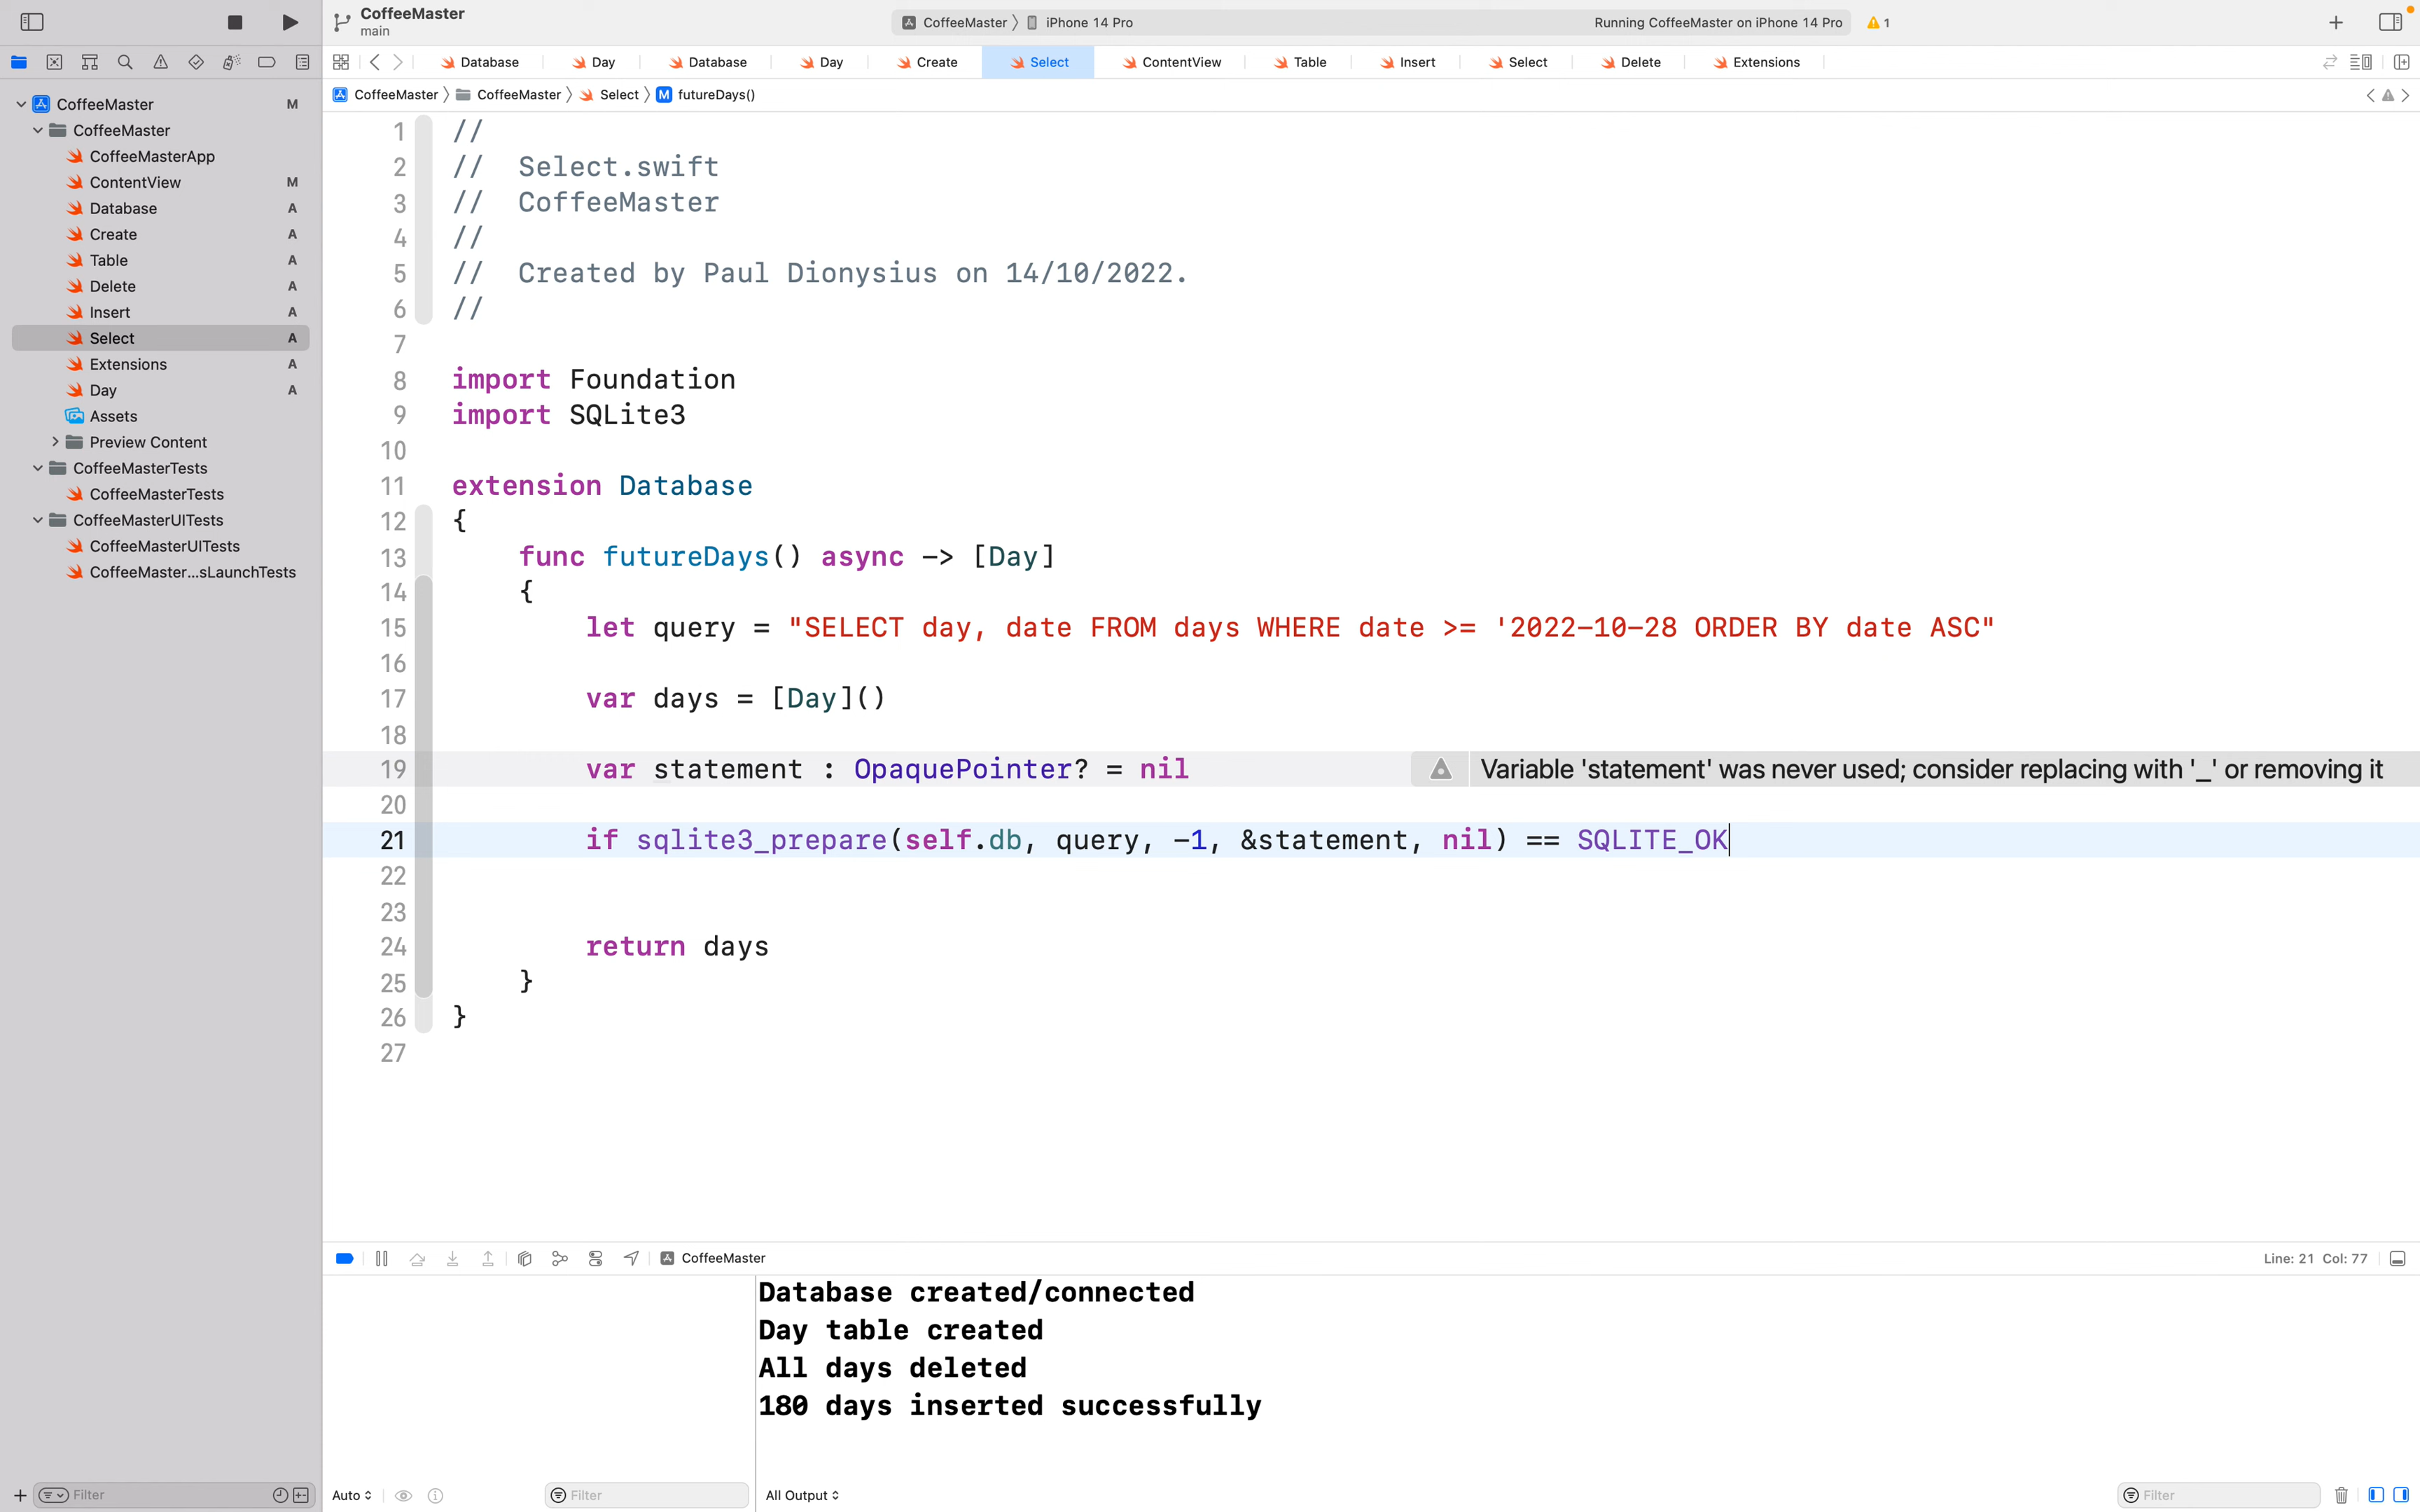 CoffeeMaster
main
CoffeeMaster
iPhone 14 Pro
Running CoffeeMaster on iPhone 14 Pro
1
Database
Day
Database
Day
Create
Select
ContentView
Table
Insert
Select
Delete
Extensions
CoffeeMaster
CoffeeMaster
Select
M futureDays()
CoffeeMaster M
CoffeeMaster
CoffeeMasterApp
ContentView M
Database A
Create A
Table A
Delete A
Insert A
Select A
Extensions A
Day A
Assets
Preview Content
CoffeeMasterTests
CoffeeMasterTests
CoffeeMasterUITests
CoffeeMasterUITests
CoffeeMaster...sLaunchTests
1 //
2 //  Select.swift
3 //  CoffeeMaster
4 //
5 //  Created by Paul Dionysius on 14/10/2022.
6 //
7
8 import Foundation
9 import SQLite3
10
11 extension Database
12 {
13     func futureDays() async -> [Day]
14     {
15         let query = "SELECT day, date FROM days WHERE date >= '2022-10-28 ORDER BY date ASC"
16
17         var days = [Day]()
18
19         var statement : OpaquePointer? = nil
Variable 'statement' was never used; consider replacing with '_' or removing it
20
21         if sqlite3_prepare(self.db, query, -1, &statement, nil) == SQLITE_OK
22
23
24         return days
25     }
26 }
27
CoffeeMaster
Line: 21 Col: 77
Database created/connected
Day table created
All days deleted
180 days inserted successfully
Filter
Auto
Filter
All Output
Filter